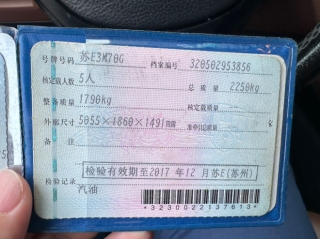 号牌号码 苏E3M70G 档案编号 320502953856
核定载人数 5人 总质量 2250kg
整备质量 1790kg 核定载质量
外廓尺寸 5055×1860×1491mm 准牵引总质量
备注
检验有效期至2017年12月苏E(苏州)
检验记录
汽油
*3230022137613*